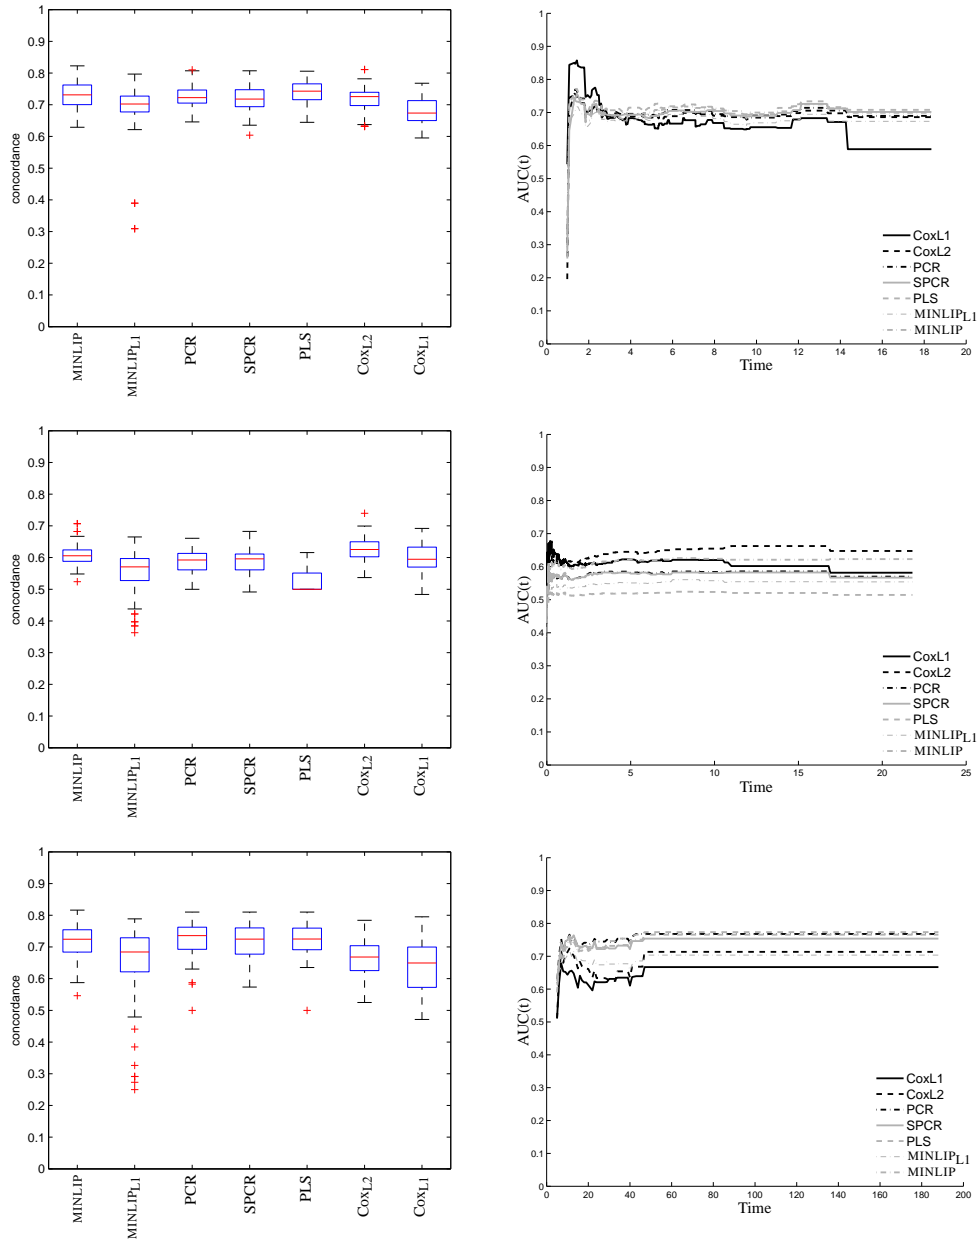 1
0.9
0.8
0.7
0.6
0.5
0.4
0.3
0.2
0.1
0
concordance
MINLIP
MINLIPL1
PCR
SPCR
PLS
CoxL2
CoxL1
1
0.9
0.8
0.7
0.6
0.5
0.4
0.3
0.2
0.1
0
AUC(t)
0 2 4 6 8 10 12 14 16 18 20
Time
CoxL1
CoxL2
PCR
SPCR
PLS
MINLIPL1
MINLIP
1
0.9
0.8
0.7
0.6
0.5
0.4
0.3
0.2
0.1
0
concordance
MINLIP
MINLIPL1
PCR
SPCR
PLS
CoxL2
CoxL1
1
0.9
0.8
0.7
0.6
0.5
0.4
0.3
0.2
0.1
0
AUC(t)
0 5 10 15 20 25
Time
CoxL1
CoxL2
PCR
SPCR
PLS
MINLIPL1
MINLIP
1
0.9
0.8
0.7
0.6
0.5
0.4
0.3
0.2
0.1
0
concordance
MINLIP
MINLIPL1
PCR
SPCR
PLS
CoxL2
CoxL1
1
0.9
0.8
0.7
0.6
0.5
0.4
0.3
0.2
0.1
0
AUC(t)
0 20 40 60 80 100 120 140 160 180 200
Time
CoxL1
CoxL2
PCR
SPCR
PLS
MINLIPL1
MINLIP